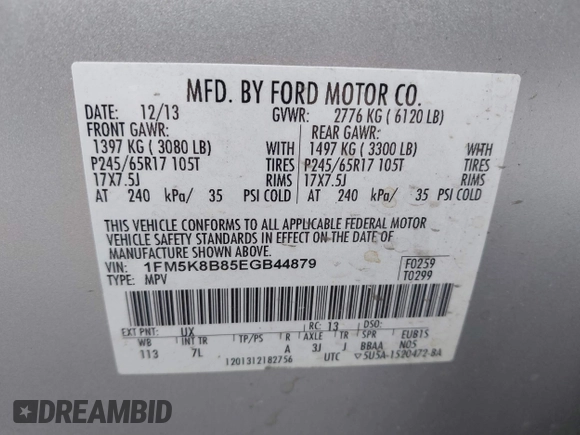 MFD. BY FORD MOTOR CO.
DATE: 12/13 GVWR: 2776 KG ( 6120 LB)
FRONT GAWR: REAR GAWR:
1397 KG ( 3080 LB) WITH 1497 KG ( 3300 LB) WITH
P245/65R17 105T TIRES P245/65R17 105T TIRES
17X7.5J RIMS 17X7.5J RIMS
AT 240 kPa/ 35 PSI COLD AT 240 kPa/ 35 PSI COLD
THIS VEHICLE CONFORMS TO ALL APPLICABLE FEDERAL MOTOR
VEHICLE SAFETY STANDARDS IN EFFECT ON THE DATE OF
MANUFACTURE SHOWN ABOVE.
VIN: 1FM5K8B85EGB44879 F0259
TYPE: MPV T0299
EXT PNT: UX RC: 13 DSO:
WB INT TR TP/PS R AXLE TR SPR EUB1S
113 7L A 3J J BBAA N05
1201312182756 UTC 5U5A-1520472-BA
DREAMBID